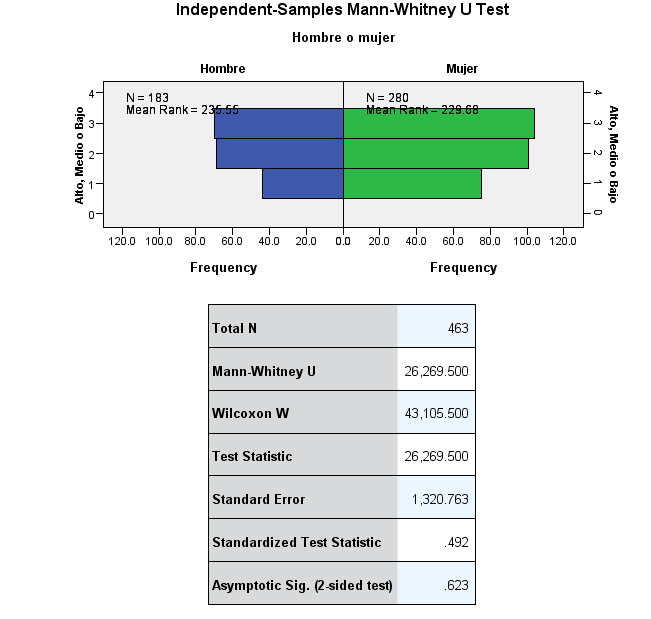 Independent-Samples Mann-Whitney U Test
Hombre o mujer
Hombre Mujer
N = 183 N = 280
Mean Rank = 235.55 Mean Rank = 229.68
Alto, Medio o Bajo
4 4
3 3
2 2
1 1
0 0
Alto, Medio o Bajo
120.0 100.0 80.0 60.0 40.0 20.0 0.0 20.0 40.0 60.0 80.0 100.0 120.0
Frequency Frequency
Total N 463
Mann-Whitney U 26,269.500
Wilcoxon W 43,105.500
Test Statistic 26,269.500
Standard Error 1,320.763
Standardized Test Statistic .492
Asymptotic Sig. (2-sided test) .623